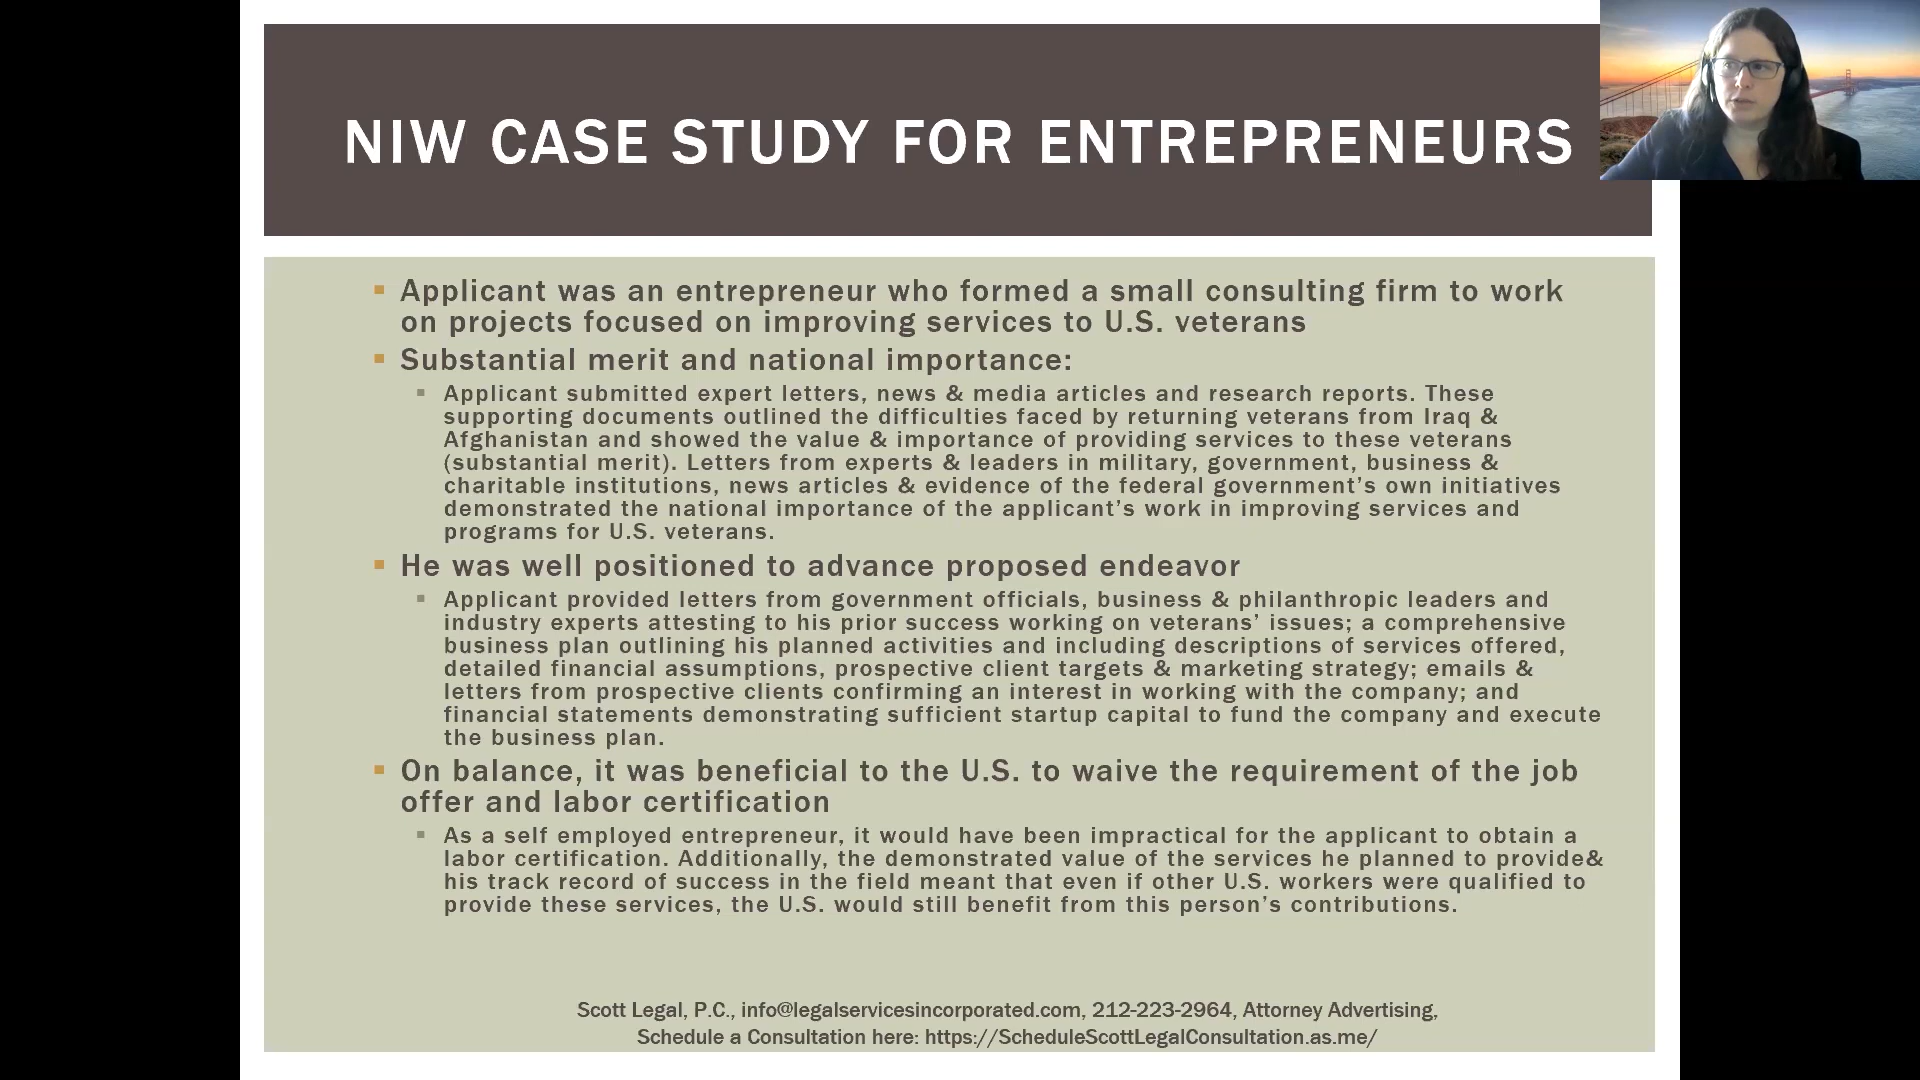 NIW CASE STUDY FOR ENTREPRENEURS
Applicant was an entrepreneur who formed a small consulting firm to work
on projects focused on improving services to U.S. veterans
Substantial merit and national importance:
Applicant submitted expert letters, news & media articles and research reports. These
supporting documents outlined the difficulties faced by returning veterans from Iraq &
Afghanistan and showed the value & importance of providing services to these veterans
(substantial merit). Letters from experts & leaders in military, government, business &
charitable institutions, news articles & evidence of the federal government's own initiatives
demonstrated the national importance of the applicant's work in improving services and
programs for U.S. veterans.
He was well positioned to advance proposed endeavor
Applicant provided letters from government officials, business & philanthropic leaders and
industry experts attesting to his prior success working on veterans' issues; a comprehensive
business plan outlining his planned activities and including descriptions of services offered,
detailed financial assumptions, prospective client targets & marketing strategy; emails &
letters from prospective clients confirming an interest in working with the company; and
financial statements demonstrating sufficient startup capital to fund the company and execute
the business plan.
On balance, it was beneficial to the U.S. to waive the requirement of the job
offer and labor certification
As a self employed entrepreneur, it would have been impractical for the applicant to obtain a
labor certification. Additionally, the demonstrated value of the services he planned to provide&
his track record of success in the field meant that even if other U.S. workers were qualified to
provide these services, the U.S. would still benefit from this person's contributions.
Scott Legal, P.C., info@legalservicesincorporated.com, 212-223-2964, Attorney Advertising,
Schedule a Consultation here: https://ScheduleScottLegalConsultation.as.me/